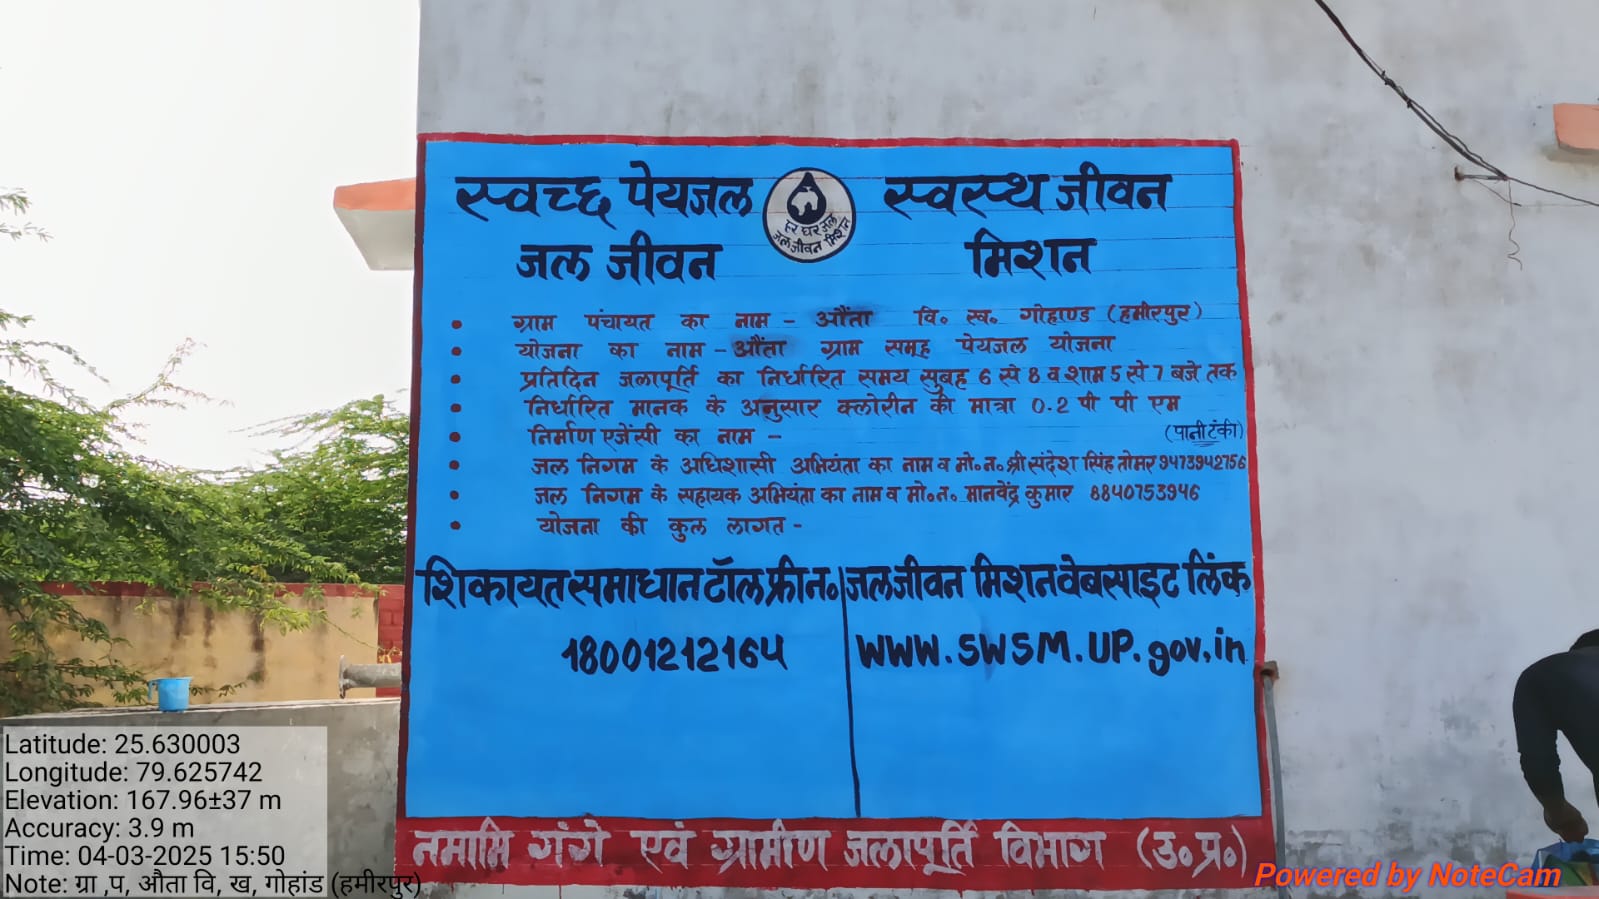 स्वच्छ पेयजल स्वस्थ जीवन
हर घर जल
जल जीवन मिशन
जल जीवन मिशन
• ग्राम पंचायत का नाम - औंता वि० ख० गोहाण्ड (हमीरपुर)
• योजना का नाम - औंता ग्राम समूह पेयजल योजना
• प्रतिदिन जलापूर्ति का निर्धारित समय सुबह 6 से 8 व शाम 5 से 7 बजे तक
• निर्धारित मानक के अनुसार क्लोरीन की मात्रा 0.2 पी पी एम
• निर्माण एजेंसी का नाम - (पानी टंकी)
• जल निगम के अधिशासी अभियंता का नाम व मो०न० श्री संदेश सिंह तोमर 9473942756
• जल निगम के सहायक अभियंता का नाम व मो०न० मानवेंद्र कुमार 8840753946
• योजना की कुल लागत -
शिकायत समाधान टॉल फ्री न०
18001212164
जल जीवन मिशन वेबसाइट लिंक
WWW.SWSM.UP.gov.in
नमामि गंगे एवं ग्रामीण जलापूर्ति विभाग (उ०प्र०)
Latitude: 25.630003
Longitude: 79.625742
Elevation: 167.96±37 m
Accuracy: 3.9 m
Time: 04-03-2025 15:50
Note: ग्रा ,प, औता वि, ख, गोहांड (हमीरपुर)
Powered by NoteCam